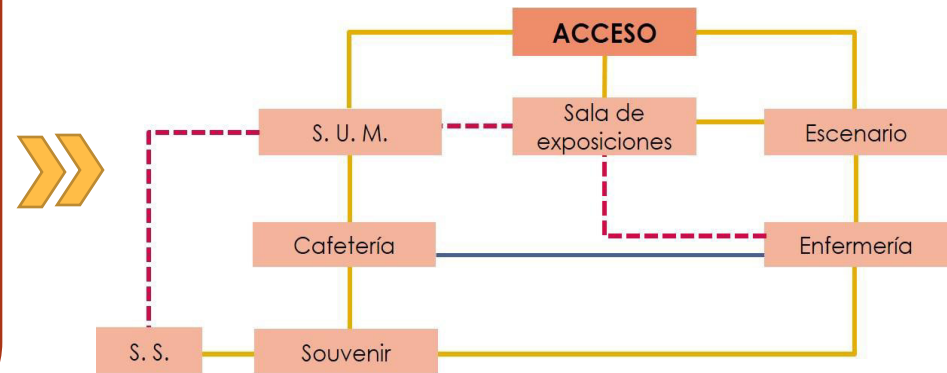 ACCESO
S. U. M.
Sala de
exposiciones
Escenario
Cafetería
Enfermería
S. S.
Souvenir